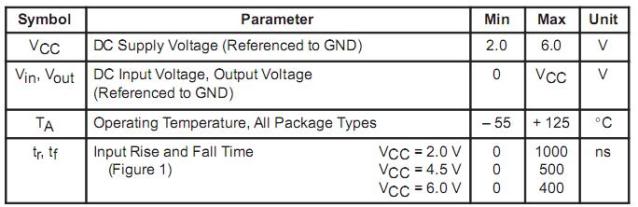 Symbol Parameter Min Max Unit
VCC DC Supply Voltage (Referenced to GND) 2.0 6.0 V
Vin, Vout DC Input Voltage, Output Voltage 0 VCC V
(Referenced to GND)
TA Operating Temperature, All Package Types – 55 + 125 °C
tr, tf Input Rise and Fall Time VCC = 2.0 V 0 1000 ns
(Figure 1) VCC = 4.5 V 0 500
VCC = 6.0 V 0 400